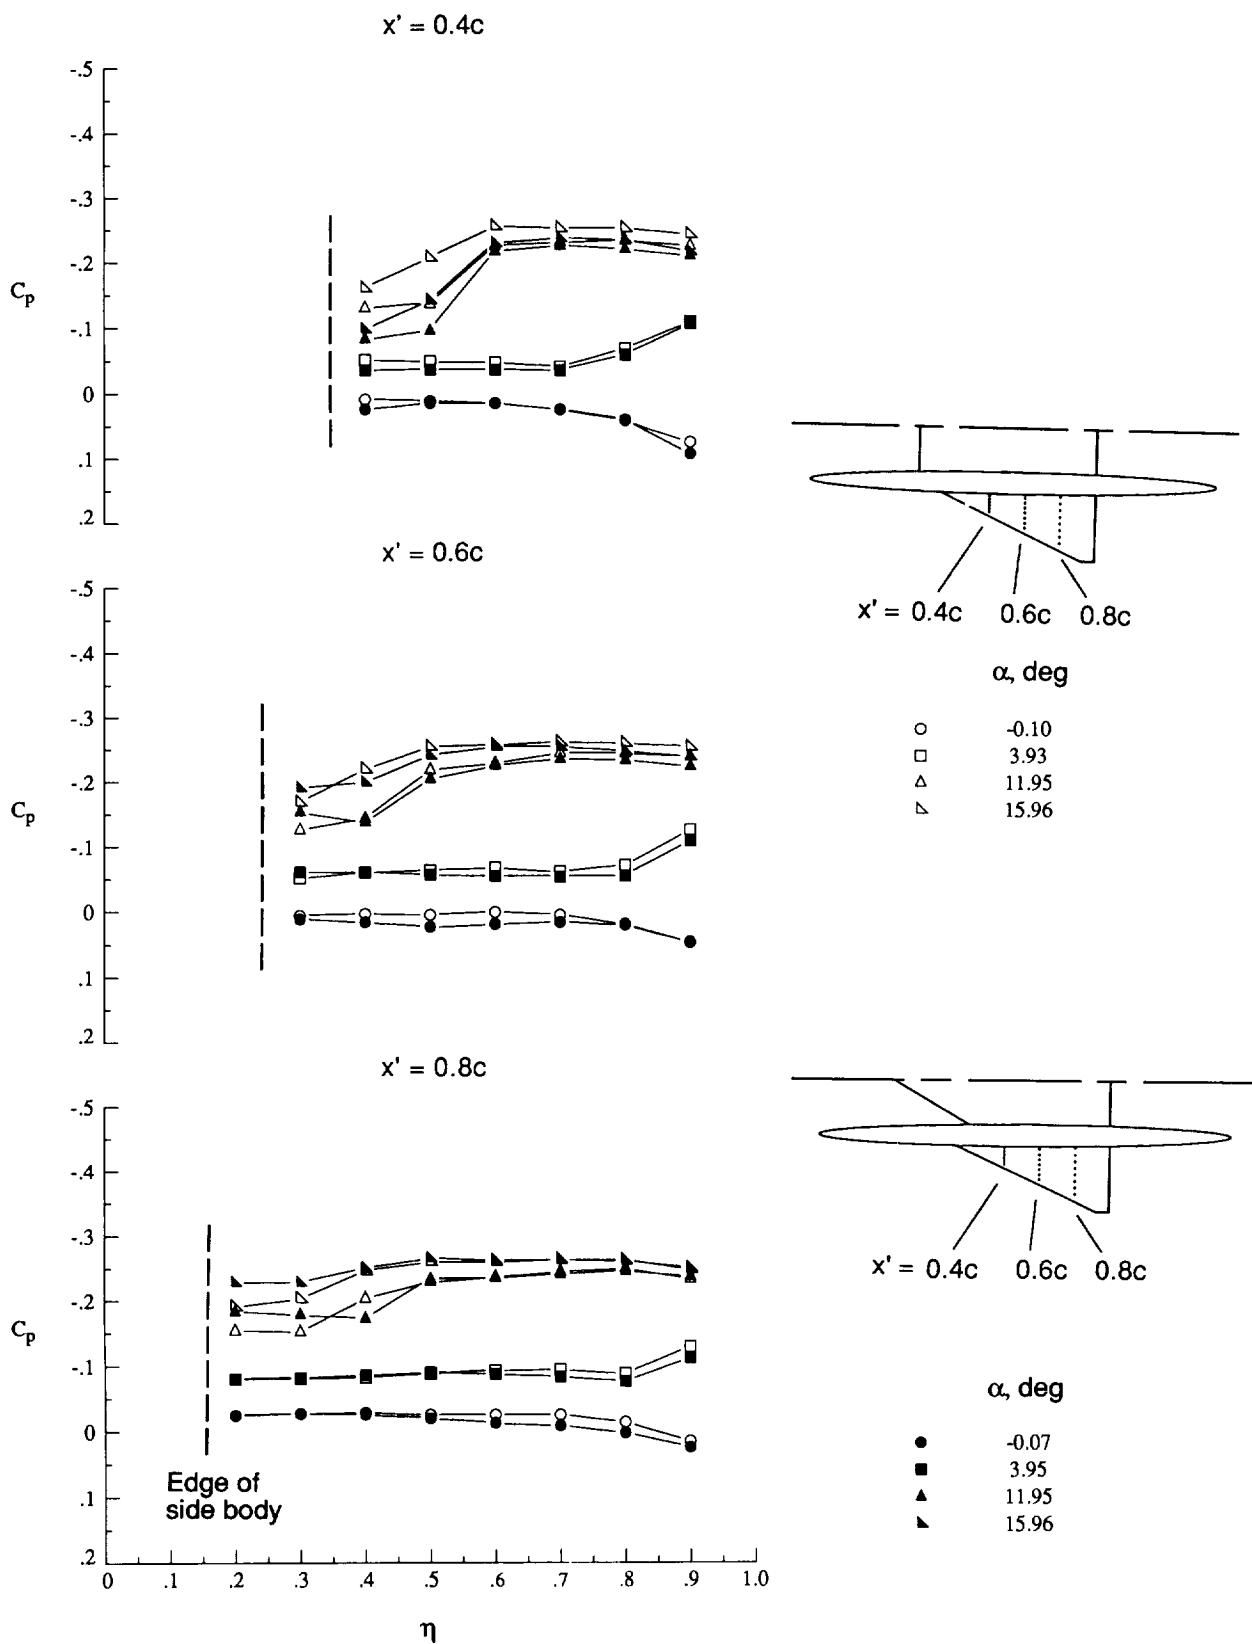 x' = 0.4c
-.5
-.4
-.3
-.2
-.1
0
.1
.2
Cp
x' = 0.6c
-.5
-.4
-.3
-.2
-.1
0
.1
.2
Cp
x' = 0.8c
-.5
-.4
-.3
-.2
-.1
0
.1
.2
Cp
Edge of
side body
0 .1 .2 .3 .4 .5 .6 .7 .8 .9 1.0
η
x' = 0.4c 0.6c 0.8c
α, deg
-0.10
3.93
11.95
15.96
x' = 0.4c 0.6c 0.8c
α, deg
-0.07
3.95
11.95
15.96